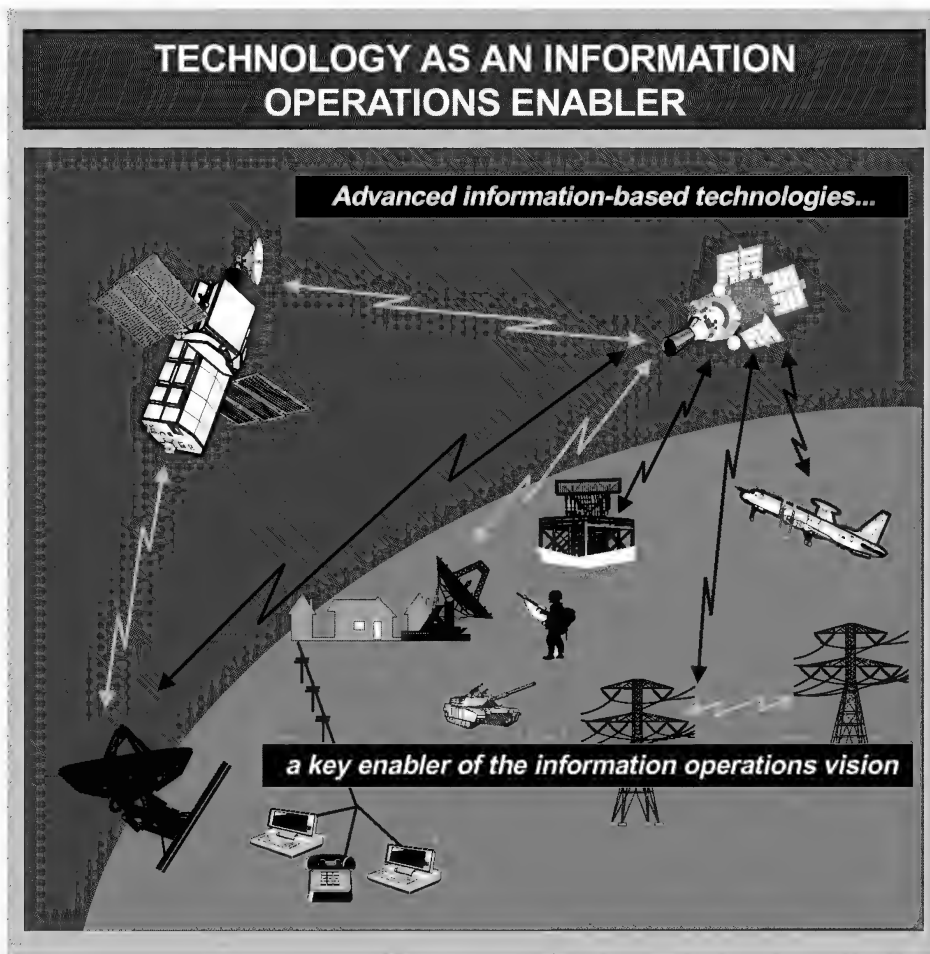 TECHNOLOGY AS AN INFORMATION
OPERATIONS ENABLER
Advanced information-based technologies...
a key enabler of the information operations vision